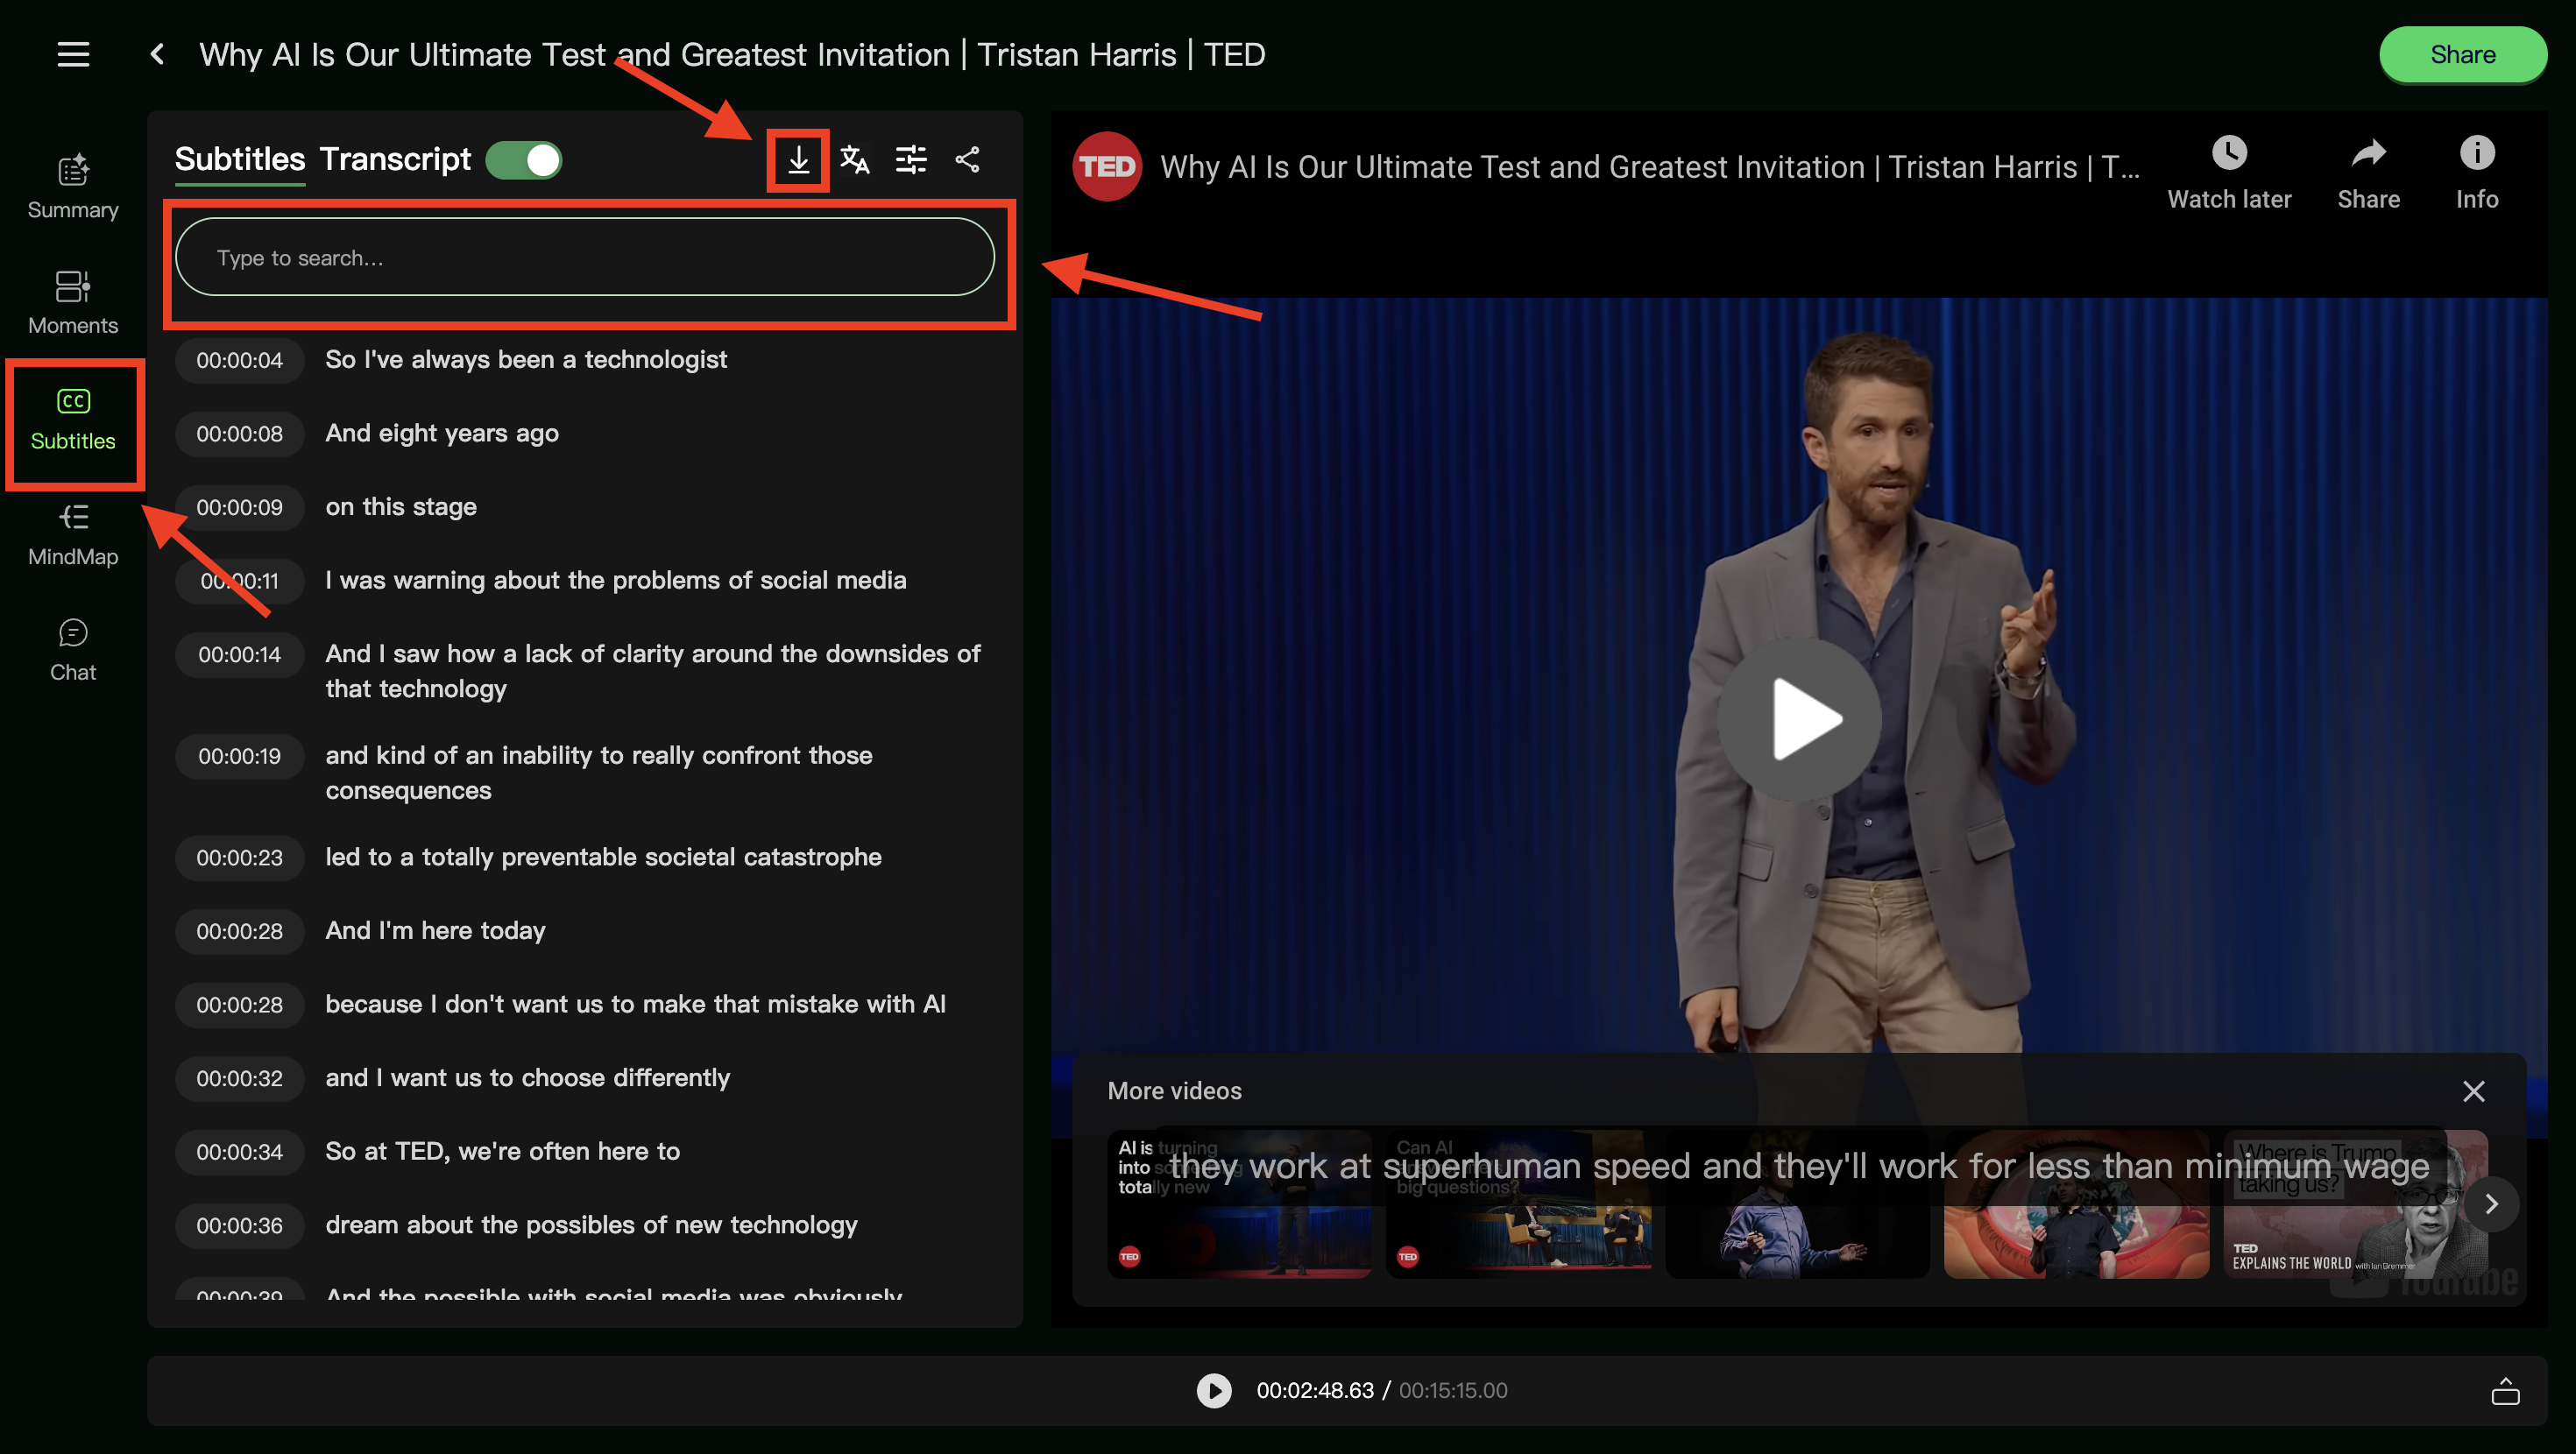 Why AI Is Our Ultimate Test and Greatest Invitation | Tristan Harris | TED
Share
Summary
Moments
CC
Subtitles
MindMap
Chat
Subtitles Transcript
Type to search...
00:00:04 So I've always been a technologist
00:00:08 And eight years ago
00:00:09 on this stage
00:00:11 I was warning about the problems of social media
00:00:14 And I saw how a lack of clarity around the downsides of
that technology
00:00:19 and kind of an inability to really confront those
consequences
00:00:23 led to a totally preventable societal catastrophe
00:00:28 And I'm here today
00:00:28 because I don't want us to make that mistake with AI
00:00:32 and I want us to choose differently
00:00:34 So at TED, we're often here to
00:00:36 dream about the possibles of new technology
00:00:39 And the possible with social media was obviously
TED Why AI Is Our Ultimate Test and Greatest Invitation | Tristan Harris | T...
Watch later
Share
Info
More videos
AI is turning
into something
totally new
TED
Can AI
big questions?
TED
Where is Trump
taking us?
TED
EXPLAINS THE WORLD with Ian Bremmer
they work at superhuman speed and they'll work for less than minimum wage
YouTube
00:02:48.63 / 00:15:15.00